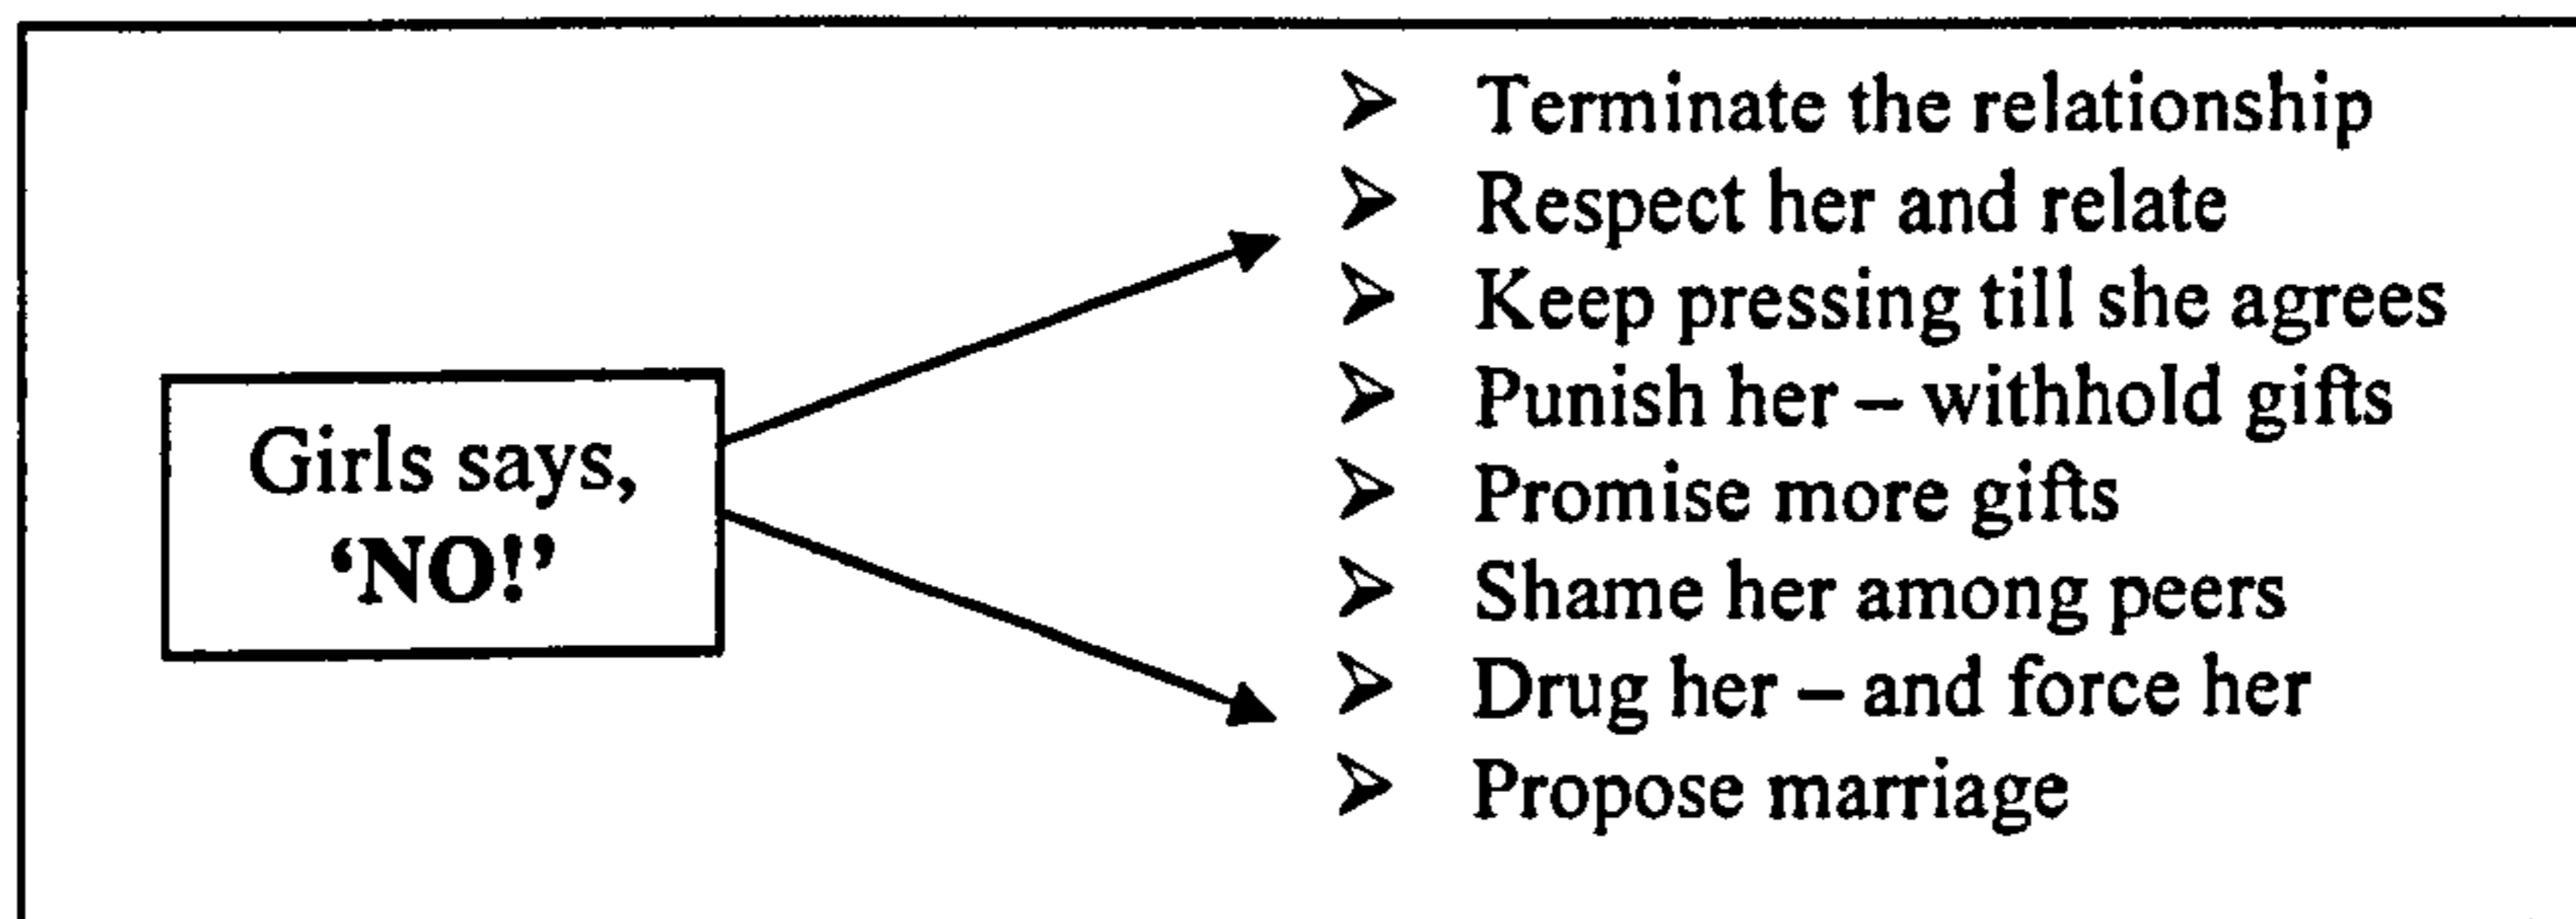 Terminate the relationship
Respect her and relate
Keep pressing till she agrees
Punish her – withhold gifts
Promise more gifts
Shame her among peers
Drug her – and force her
Propose marriage
Girls says,
‘NO!’